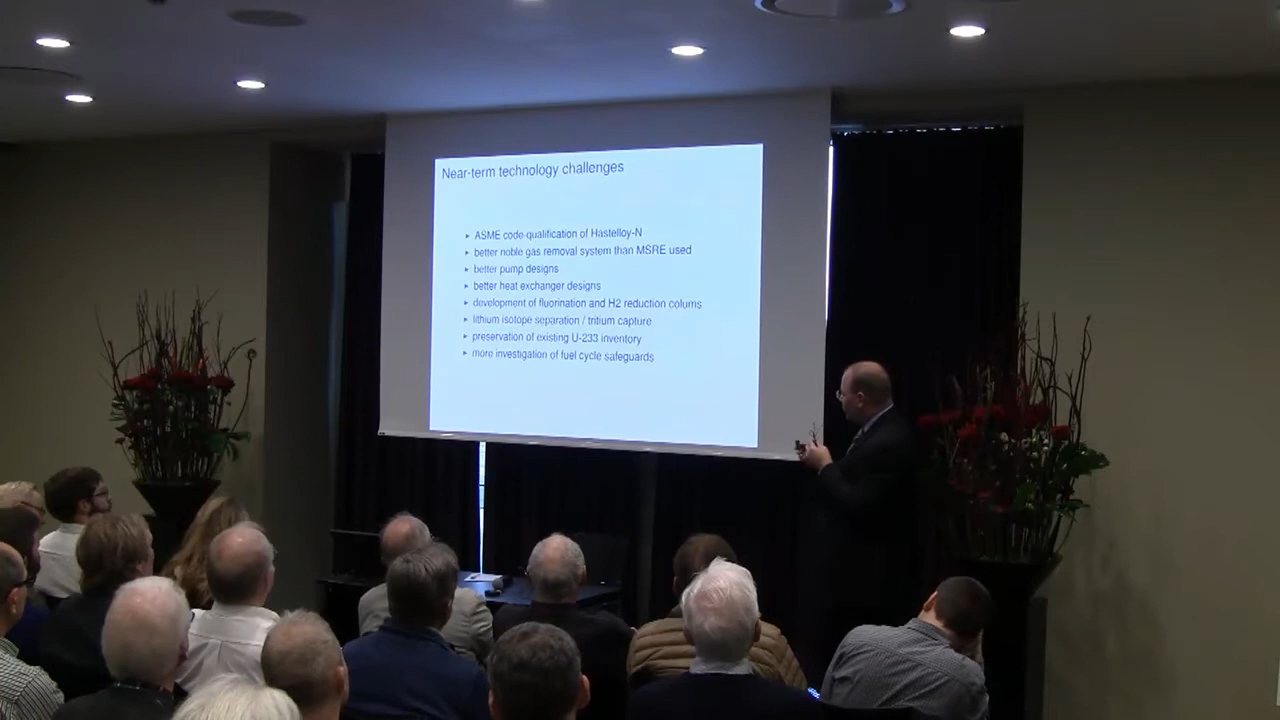 Near-term technology challenges
ASME code-qualification of Hastelloy-N
better noble gas removal system than MSRE used
better pump designs
better heat exchanger designs
development of fluorination and H2 reduction colums
lithium isotope separation / tritium capture
preservation of existing U-233 inventory
more investigation of fuel cycle safeguards